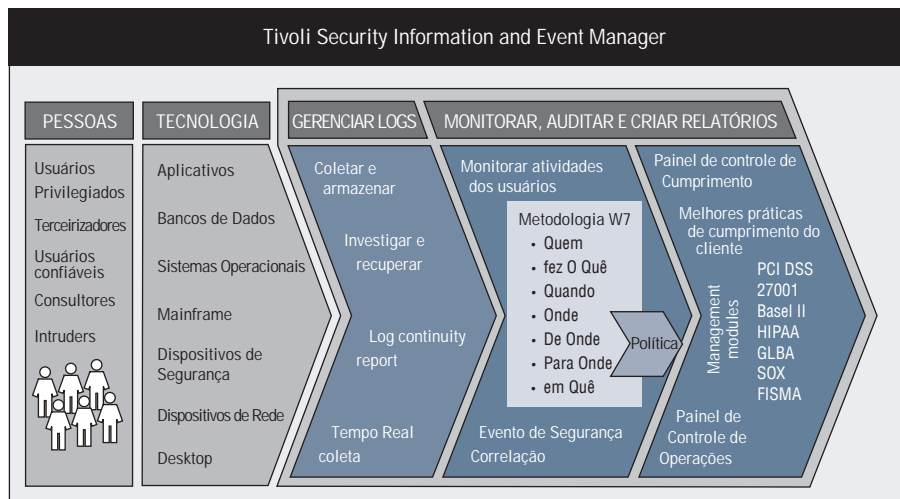 Tivoli Security Information and Event Manager
PESSOAS
Usuários
Privilegiados
Terceirizadores
Usuários
confiáveis
Consultores
Intruders
TECNOLOGIA
Aplicativos
Bancos de Dados
Sistemas Operacionais
Mainframe
Dispositivos de
Segurança
Dispositivos de Rede
Desktop
GERENCIAR LOGS
Coletar e
armazenar
Investigar e
recuperar
Log continuity
report
Tempo Real
coleta
MONITORAR, AUDITAR E CRIAR RELATÓRIOS
Monitorar atividades
dos usuários
Metodologia W7
• Quem
• fez O Quê
• Quando
• Onde
• De Onde
• Para Onde
• em Quê
Política
Evento de Segurança
Correlação
Painel de controle de
Cumprimento
Melhores práticas
de cumprimento do
cliente
Management
modules
PCI DSS
27001
Basel II
HIPAA
GLBA
SOX
FISMA
Painel de
Controle de
Operações